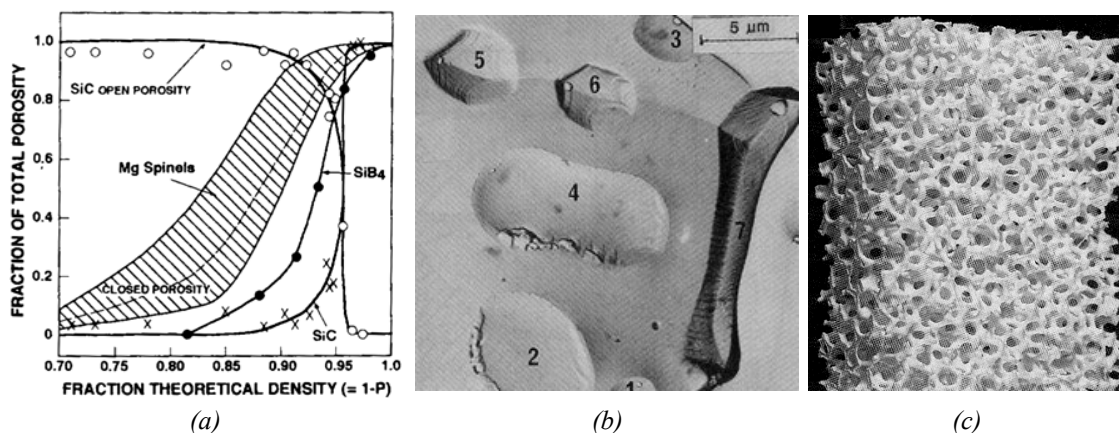 1.0
0.8
0.6
0.4
0.2
0
FRACTION OF TOTAL POROSITY
SiC OPEN POROSITY
Mg Spinels
SiB4
CLOSED POROSITY
SiC
0.70 0.75 0.80 0.85 0.90 0.95 1.0
FRACTION THEORETICAL DENSITY (= 1-P)
5 μm
3
5
6
4
7
2
1
(a) (b) (c)